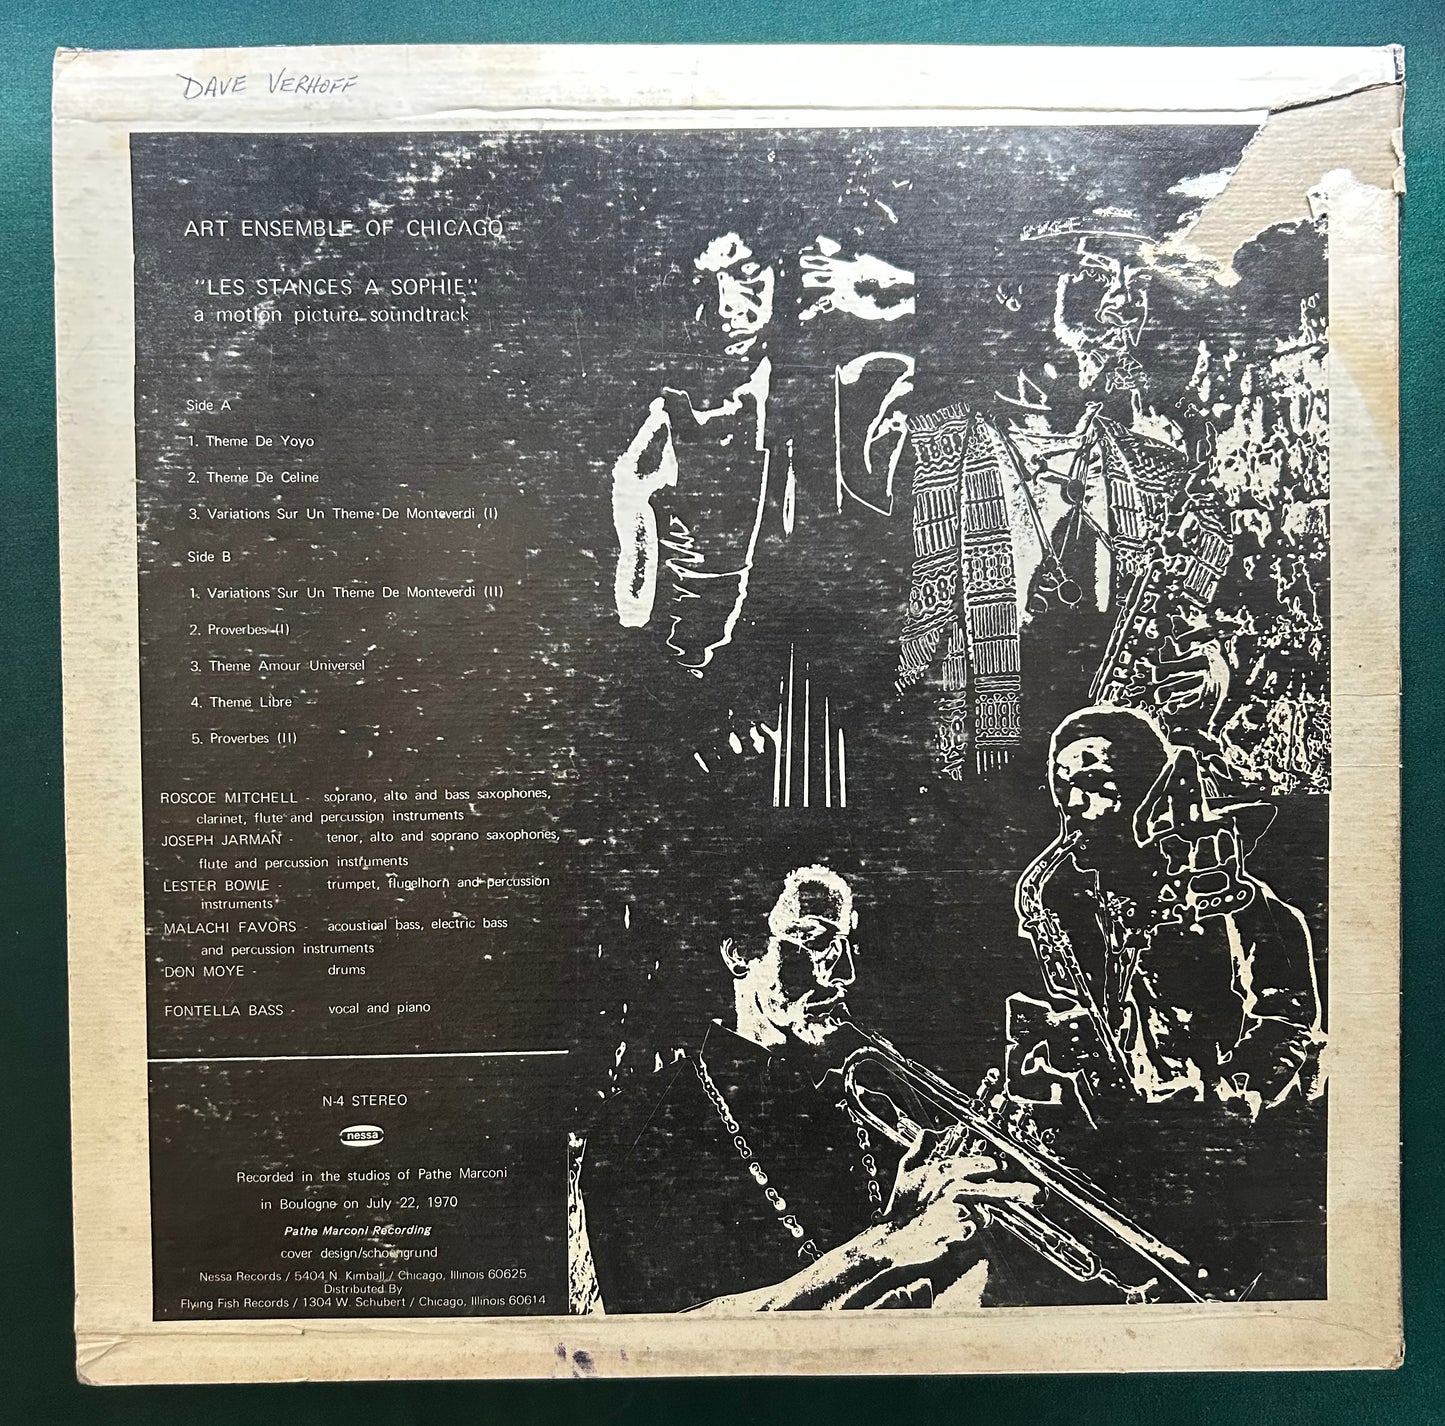 DAVE VERHOFF
ART ENSEMBLE OF CHICAGO
"LES STANCES A SOPHIE"
a motion picture soundtrack
Side A
1. Theme De Yoyo
2. Theme De Celine
3. Variations Sur Un Theme De Monteverdi (I)
Side B
1. Variations Sur Un Theme De Monteverdi (II)
2. Proverbes (I)
3. Theme Amour Universel
4. Theme Libre
5. Proverbes (II)
ROSCOE MITCHELL - soprano, alto and bass saxophones,
clarinet, flute and percussion instruments
JOSEPH JARMAN - tenor, alto and soprano saxophones,
flute and percussion instruments
LESTER BOWIE - trumpet, flugelhorn and percussion
instruments
MALACHI FAVORS - acoustical bass, electric bass
and percussion instruments
DON MOYE - drums
FONTELLA BASS - vocal and piano
N-4 STEREO
nessa
Recorded in the studios of Pathe Marconi
in Boulogne on July 22, 1970
Pathe Marconi Recording
cover design/schoengrund
Nessa Records / 5404 N. Kimball / Chicago, Illinois 60625
Distributed By
Flying Fish Records / 1304 W. Schubert / Chicago, Illinois 60614